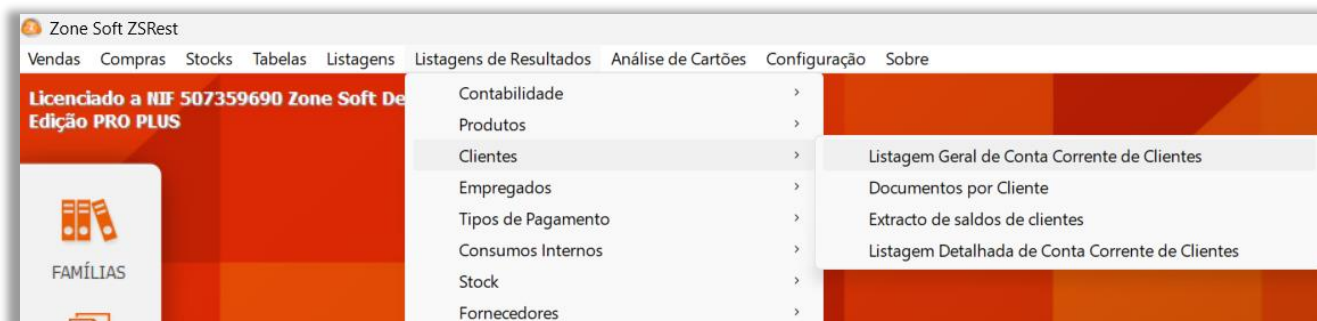 Zone Soft ZSRest
Vendas Compras Stocks Tabelas Listagens Listagens de Resultados Análise de Cartões Configuração Sobre
Licenciado a NIF 507359690 Zone Soft De
Edição PRO PLUS
FAMÍLIAS
Contabilidade
Produtos
Clientes
Empregados
Tipos de Pagamento
Consumos Internos
Stock
Fornecedores
Listagem Geral de Conta Corrente de Clientes
Documentos por Cliente
Extracto de saldos de clientes
Listagem Detalhada de Conta Corrente de Clientes